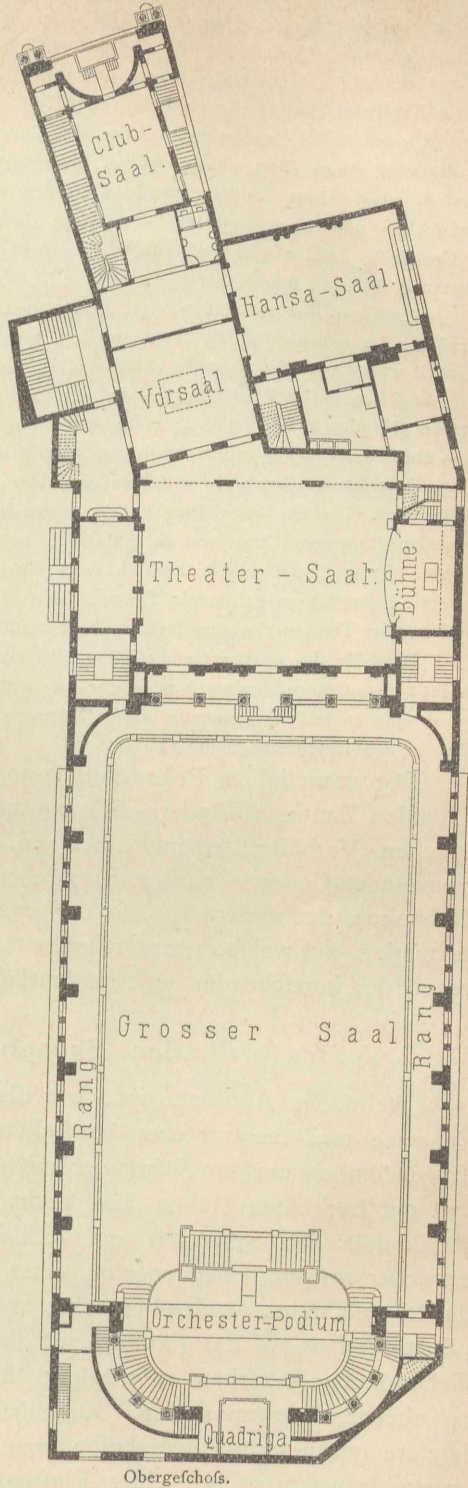 Club-
Saal.
Hansa-Saal.
Vorsaal
Theater-Saal.
Bühne
Grosser Saal
Rang
Rang
Orchester-Podium
Quadriga
Obergeſchoſs.